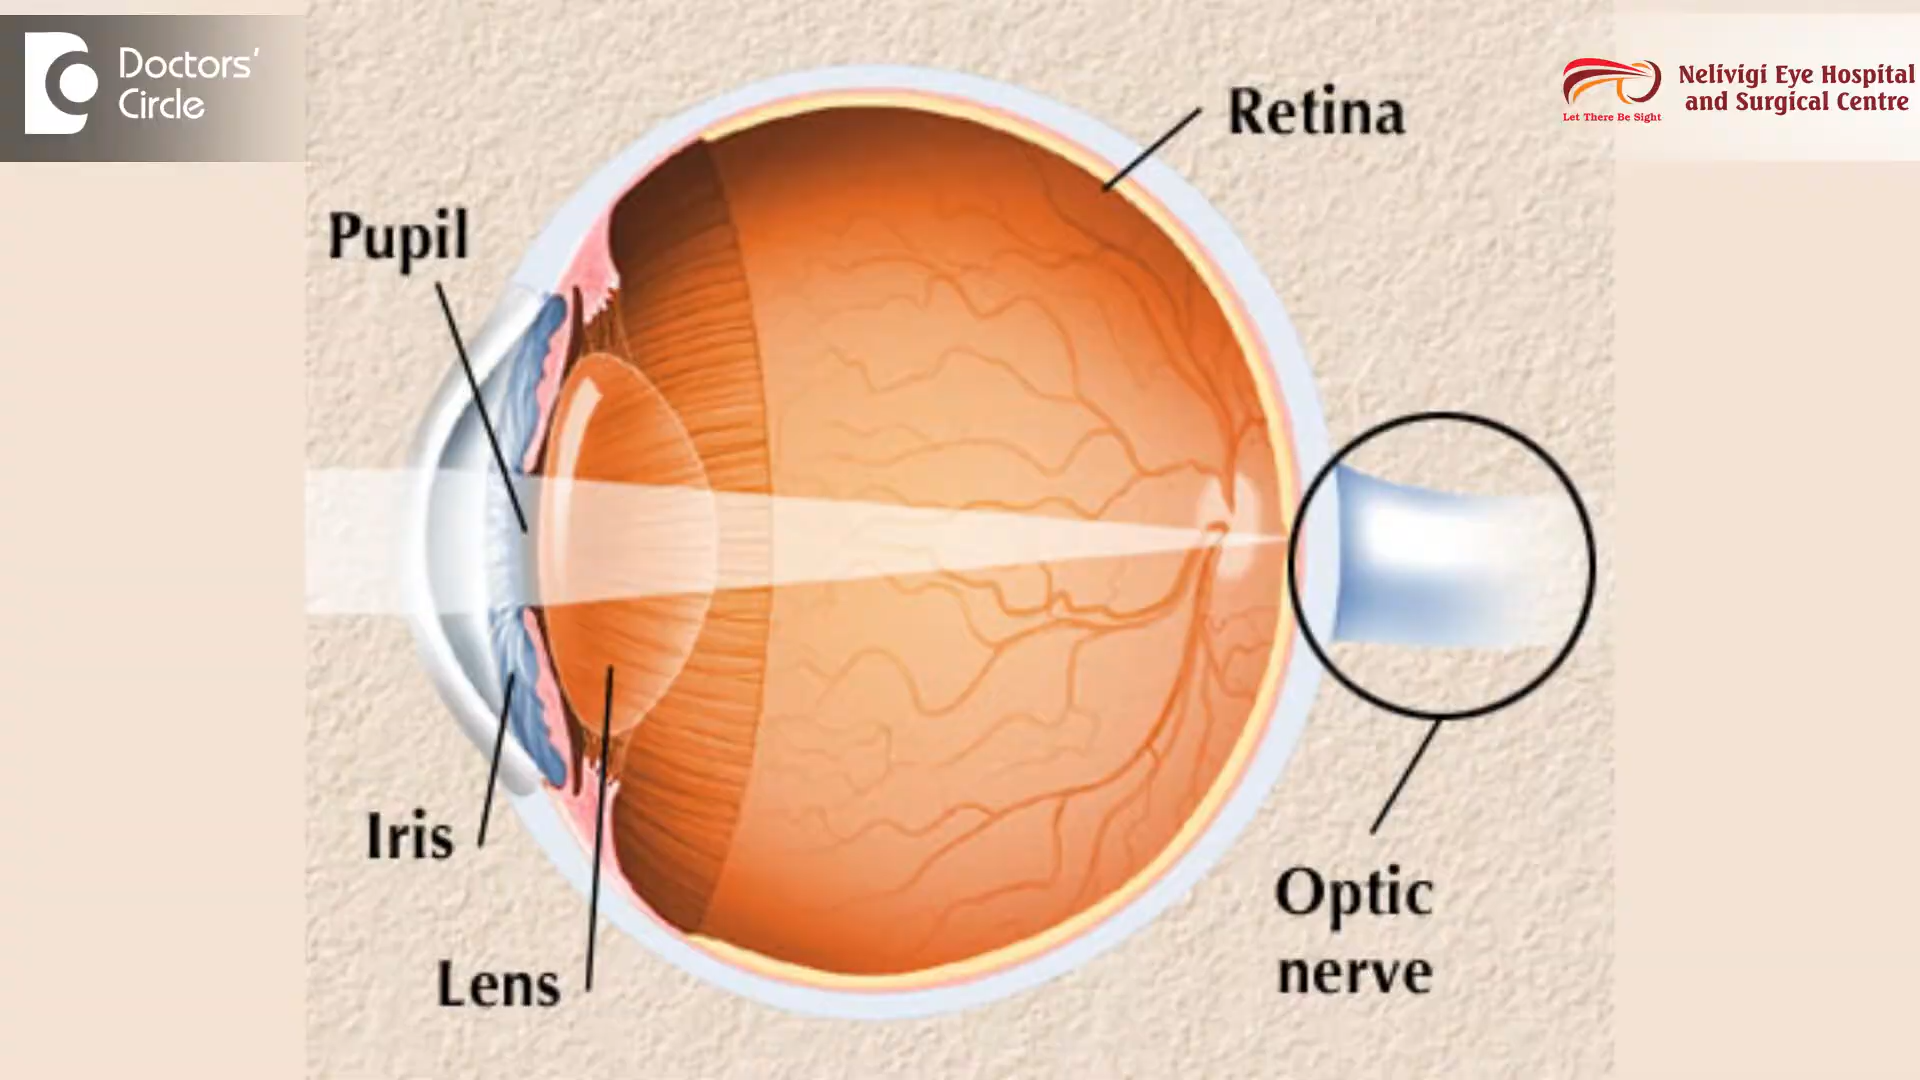 Doctors'
Circle
Nelivigi Eye Hospital
and Surgical Centre
Let There Be Sight
Retina
Pupil
Iris
Lens
Optic
nerve